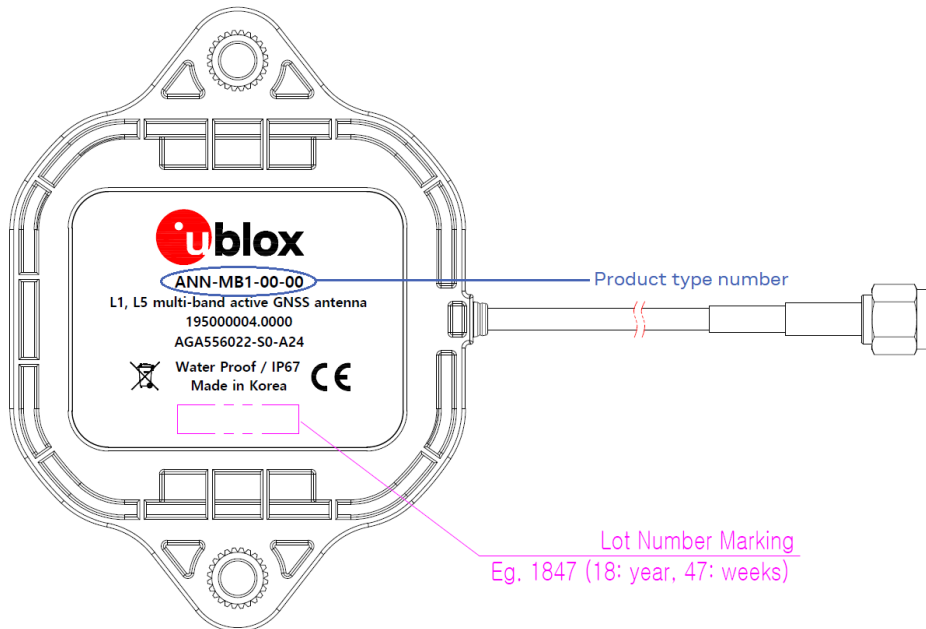 ublox
ANN-MB1-00-00
Product type number
L1, L5 multi-band active GNSS antenna
195000004.0000
AGA556022-S0-A24
Water Proof / IP67
Made in Korea
CE
Lot Number Marking
Eg. 1847 (18: year, 47: weeks)